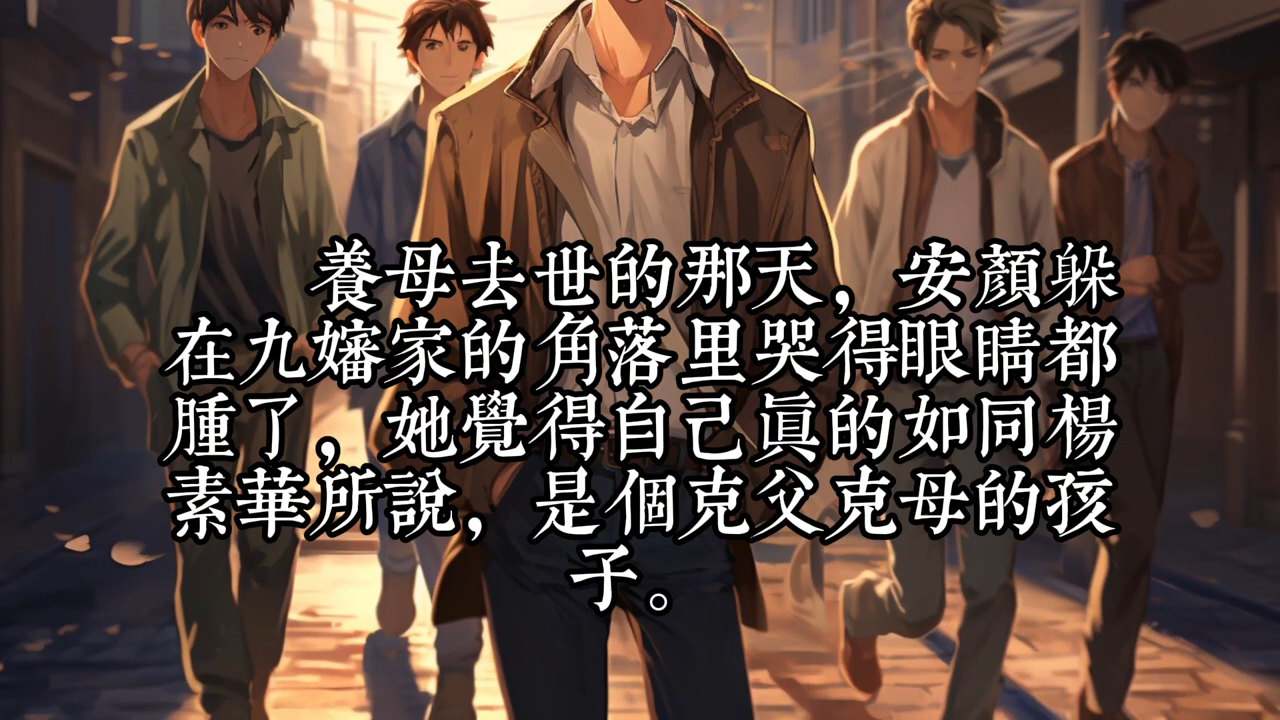 養母去世的那天，安顏躲
在九嬸家的角落里哭得眼睛都
腫了，她覺得自己眞的如同楊
素華所說，是個克父克母的孩
子。